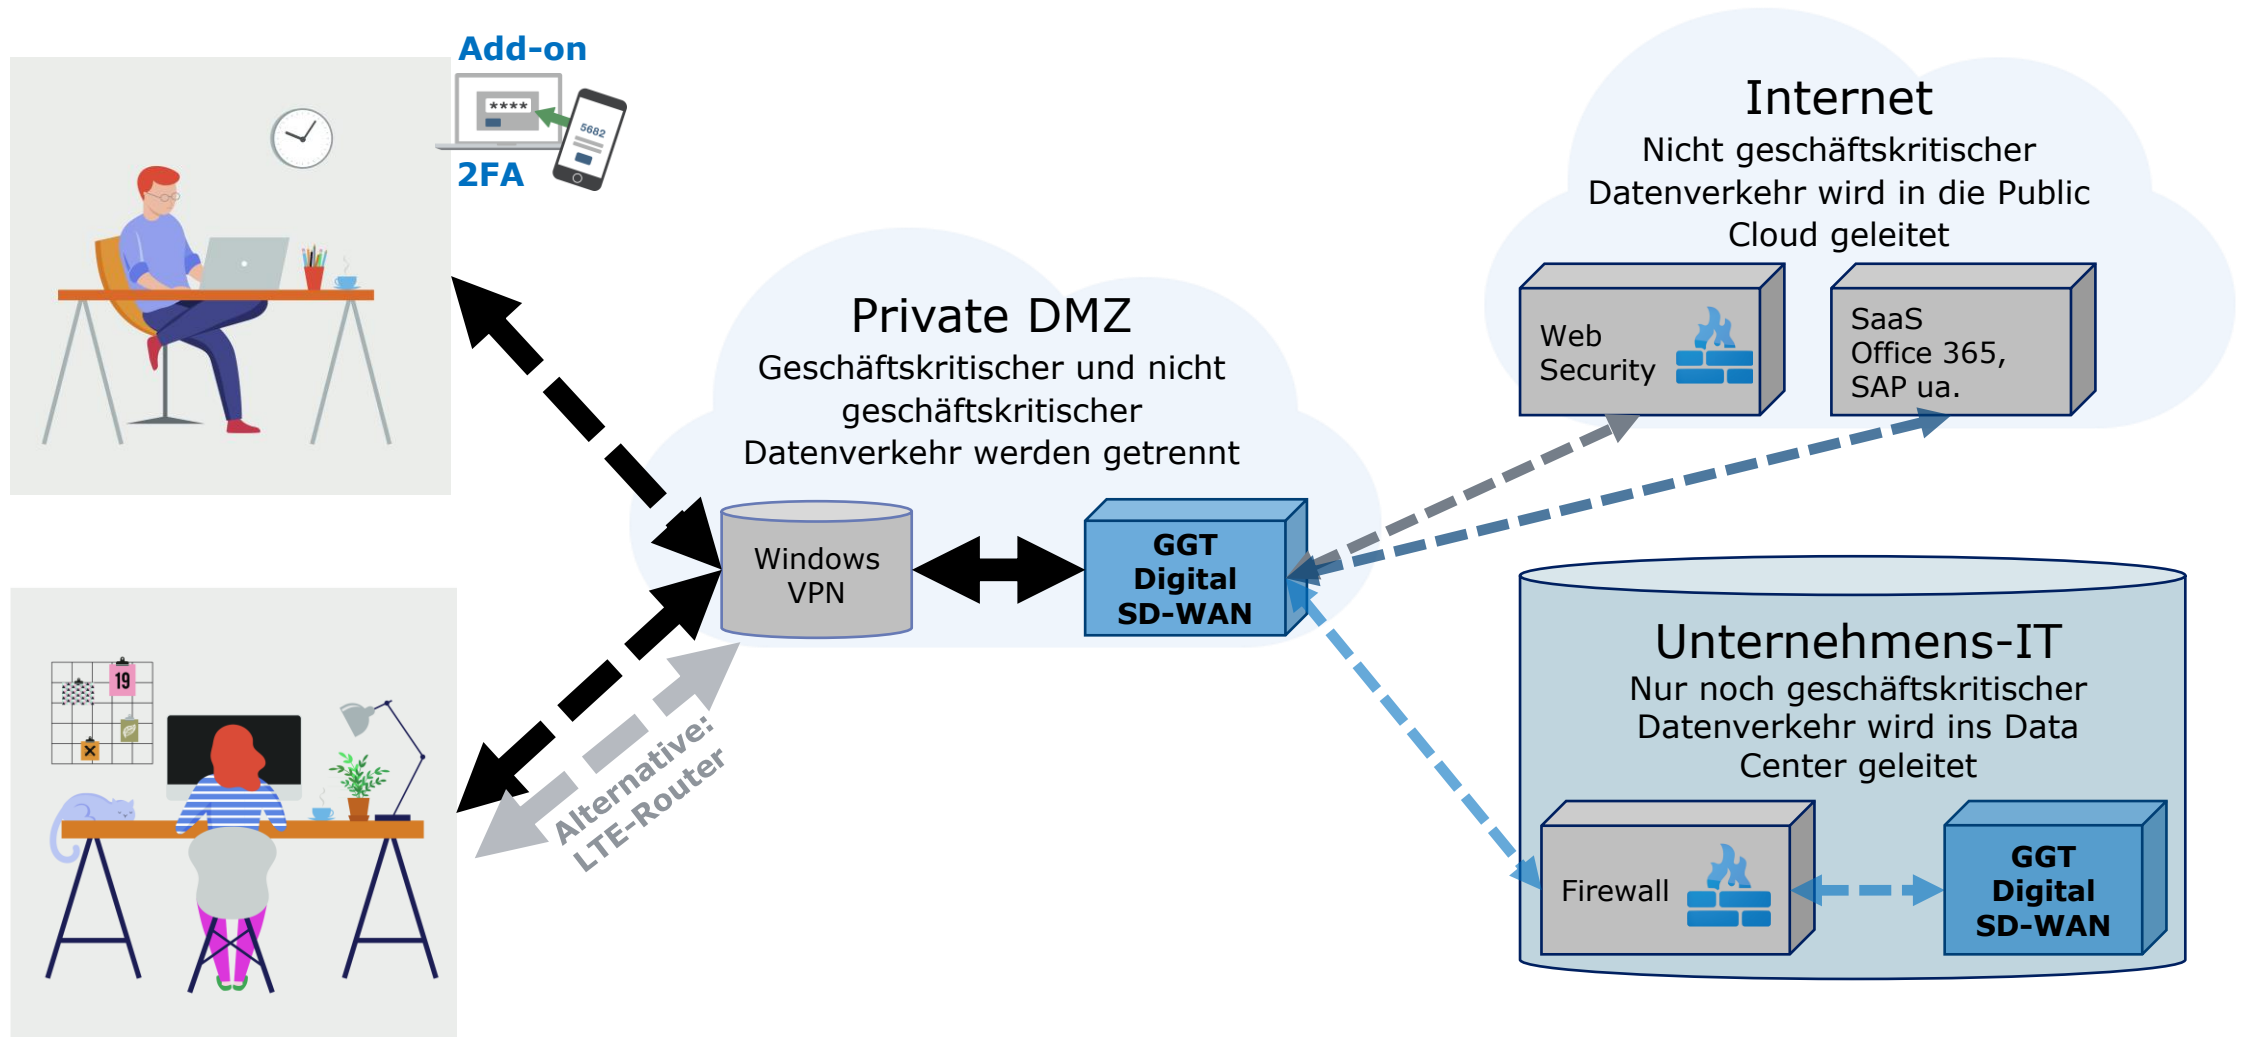 Add-on
****
5682
2FA
Internet
Nicht geschäftskritischer
Datenverkehr wird in die Public
Cloud geleitet
Web
Security
SaaS
Office 365,
SAP ua.
Private DMZ
Geschäftskritischer und nicht
geschäftskritischer
Datenverkehr werden getrennt
Windows
VPN
GGT
Digital
SD-WAN
Alternative:
LTE-Router
19
Unternehmens-IT
Nur noch geschäftskritischer
Datenverkehr wird ins Data
Center geleitet
Firewall
GGT
Digital
SD-WAN